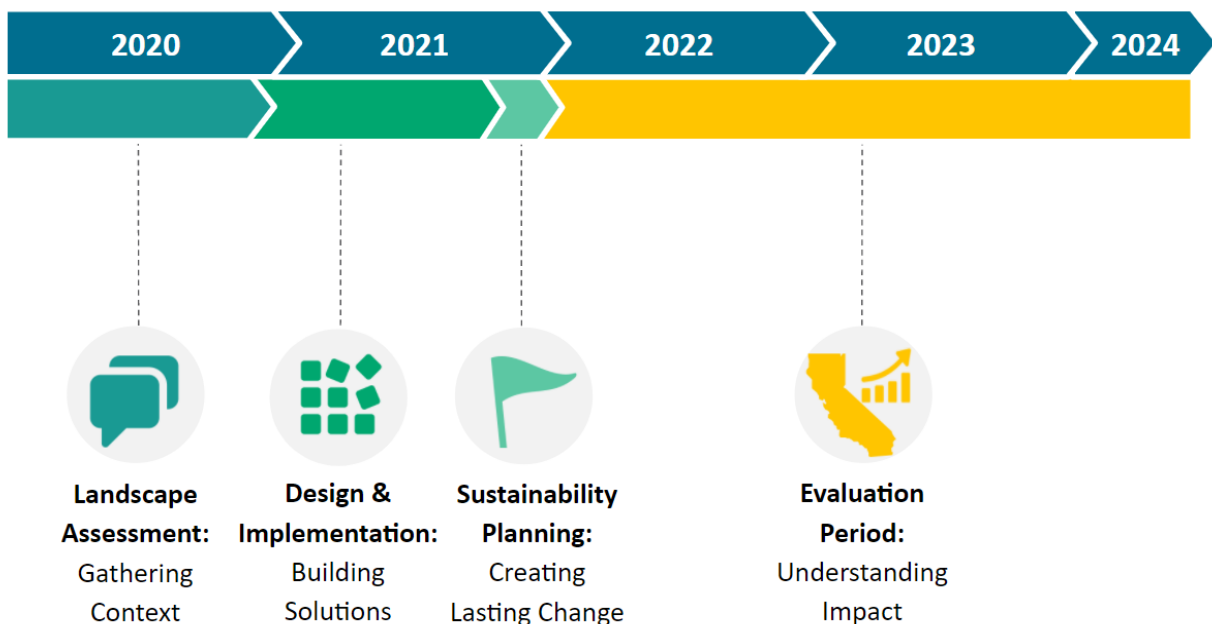 2020
2021
2022
2023
2024
Landscape
Assessment:
Gathering
Context
Design &
Implementation:
Building
Solutions
Sustainability
Planning:
Creating
Lasting Change
Evaluation
Period:
Understanding
Impact